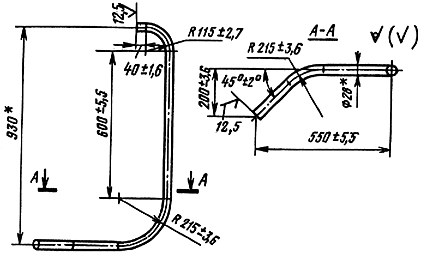 12,5
R 115±2,7
A-A
√ (√)
R 215±3,6
40±1,6
930*
600±5,5
200±3,6
45°±2°
φ28*
12,5
550±5,5
A
A
R 215±3,6